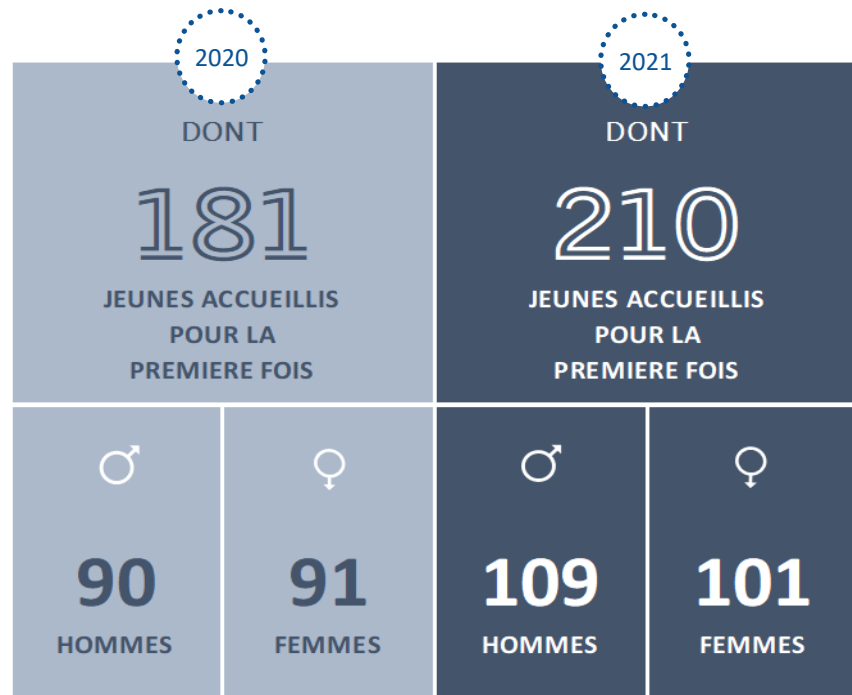 2020
DONT
181
JEUNES ACCUEILLIS
POUR LA
PREMIERE FOIS
90
HOMMES
91
FEMMES
2021
DONT
210
JEUNES ACCUEILLIS
POUR LA
PREMIERE FOIS
109
HOMMES
101
FEMMES